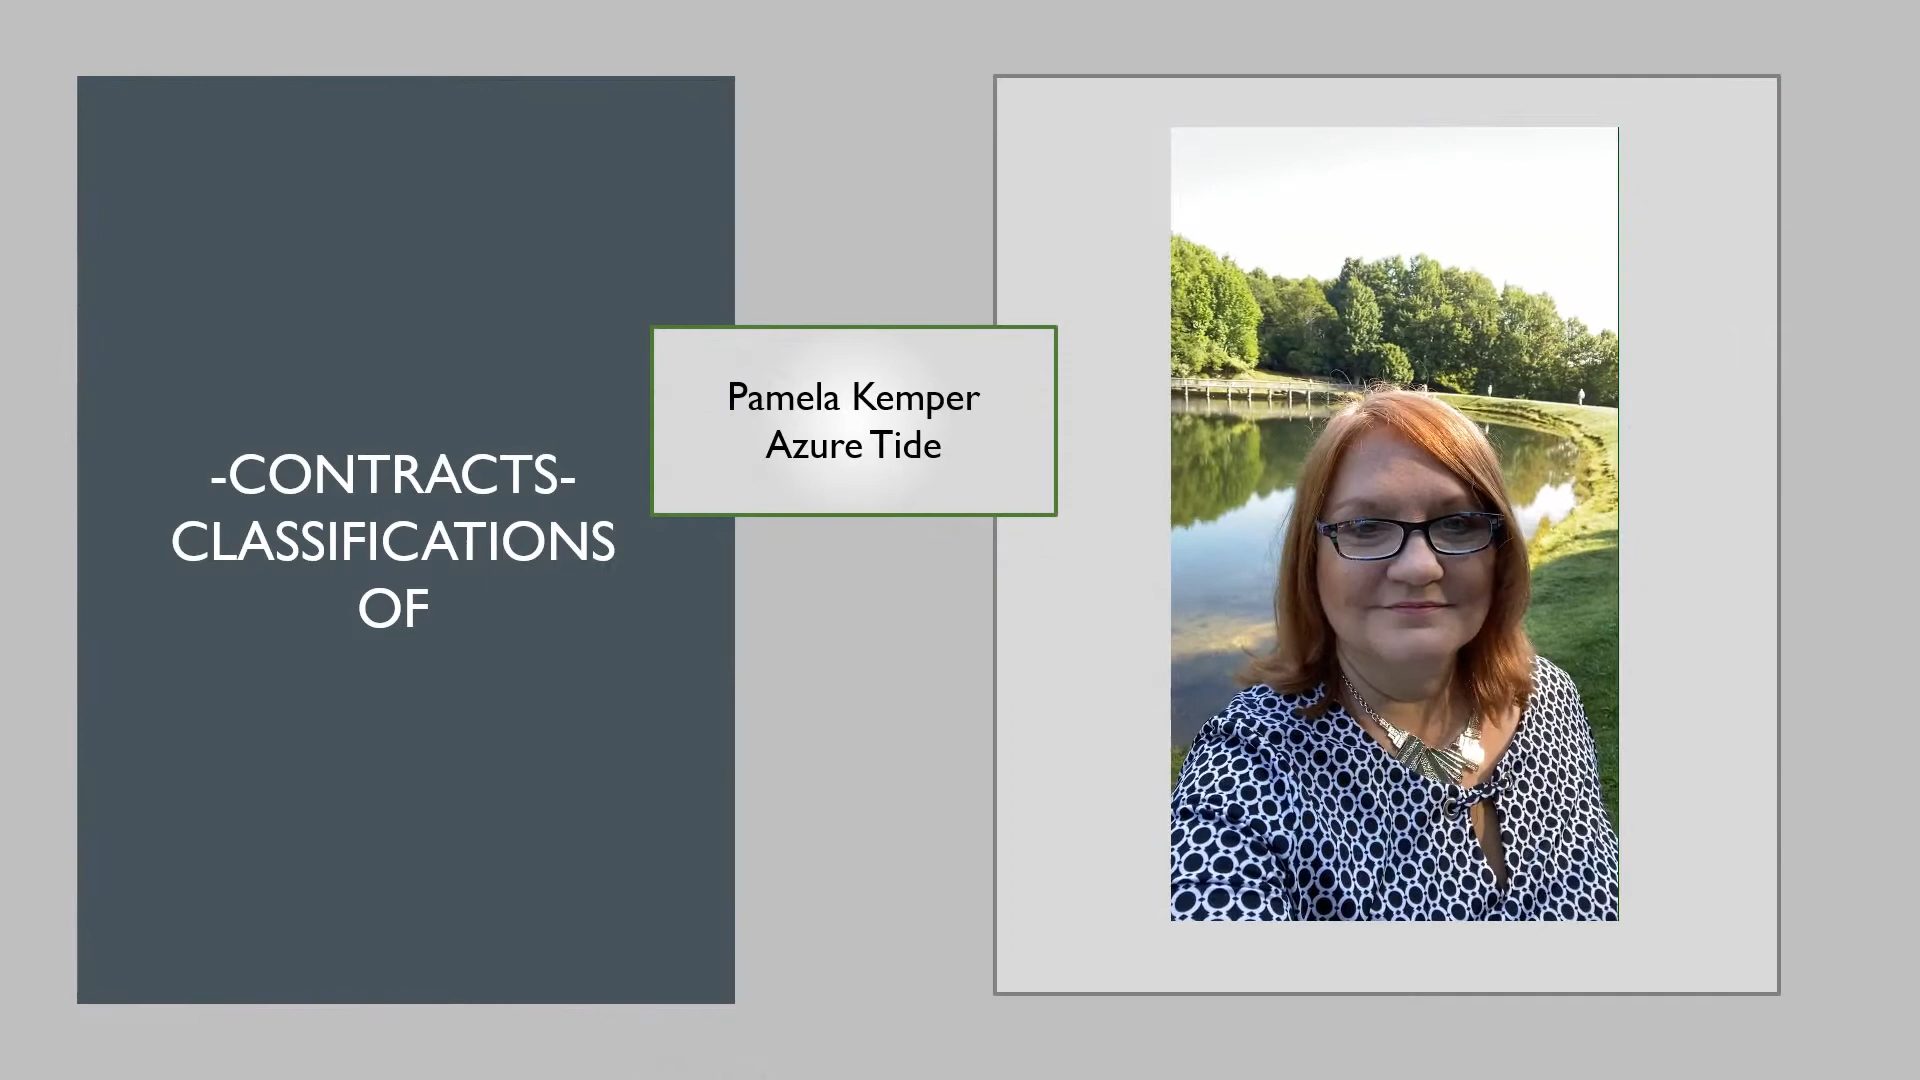 -CONTRACTS-
CLASSIFICATIONS
OF
Pamela Kemper
Azure Tide